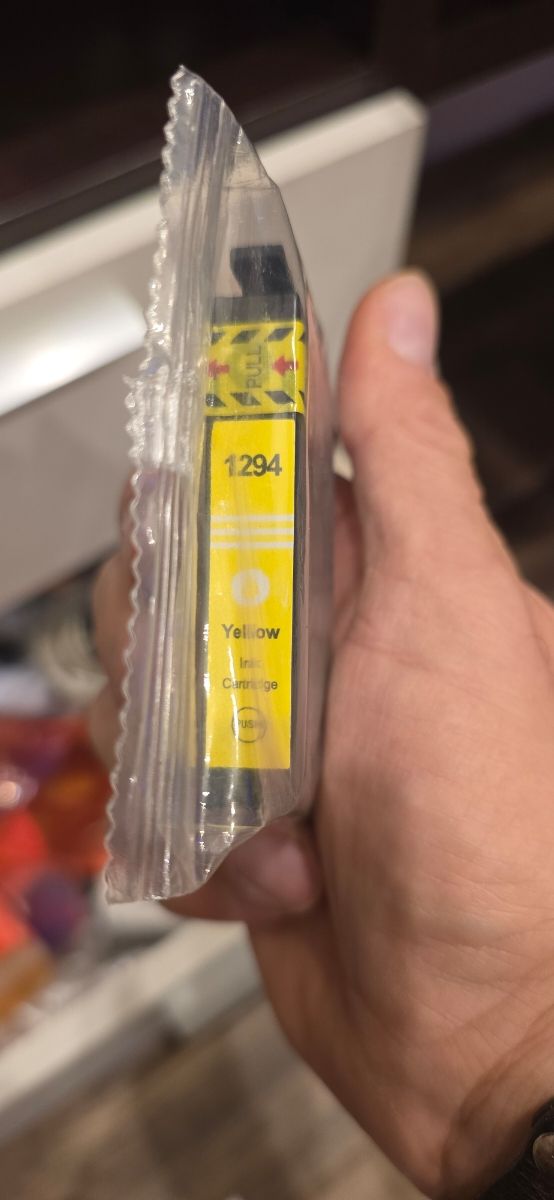 PULL
1294
Yellow
Ink
Cartridge
PUSH